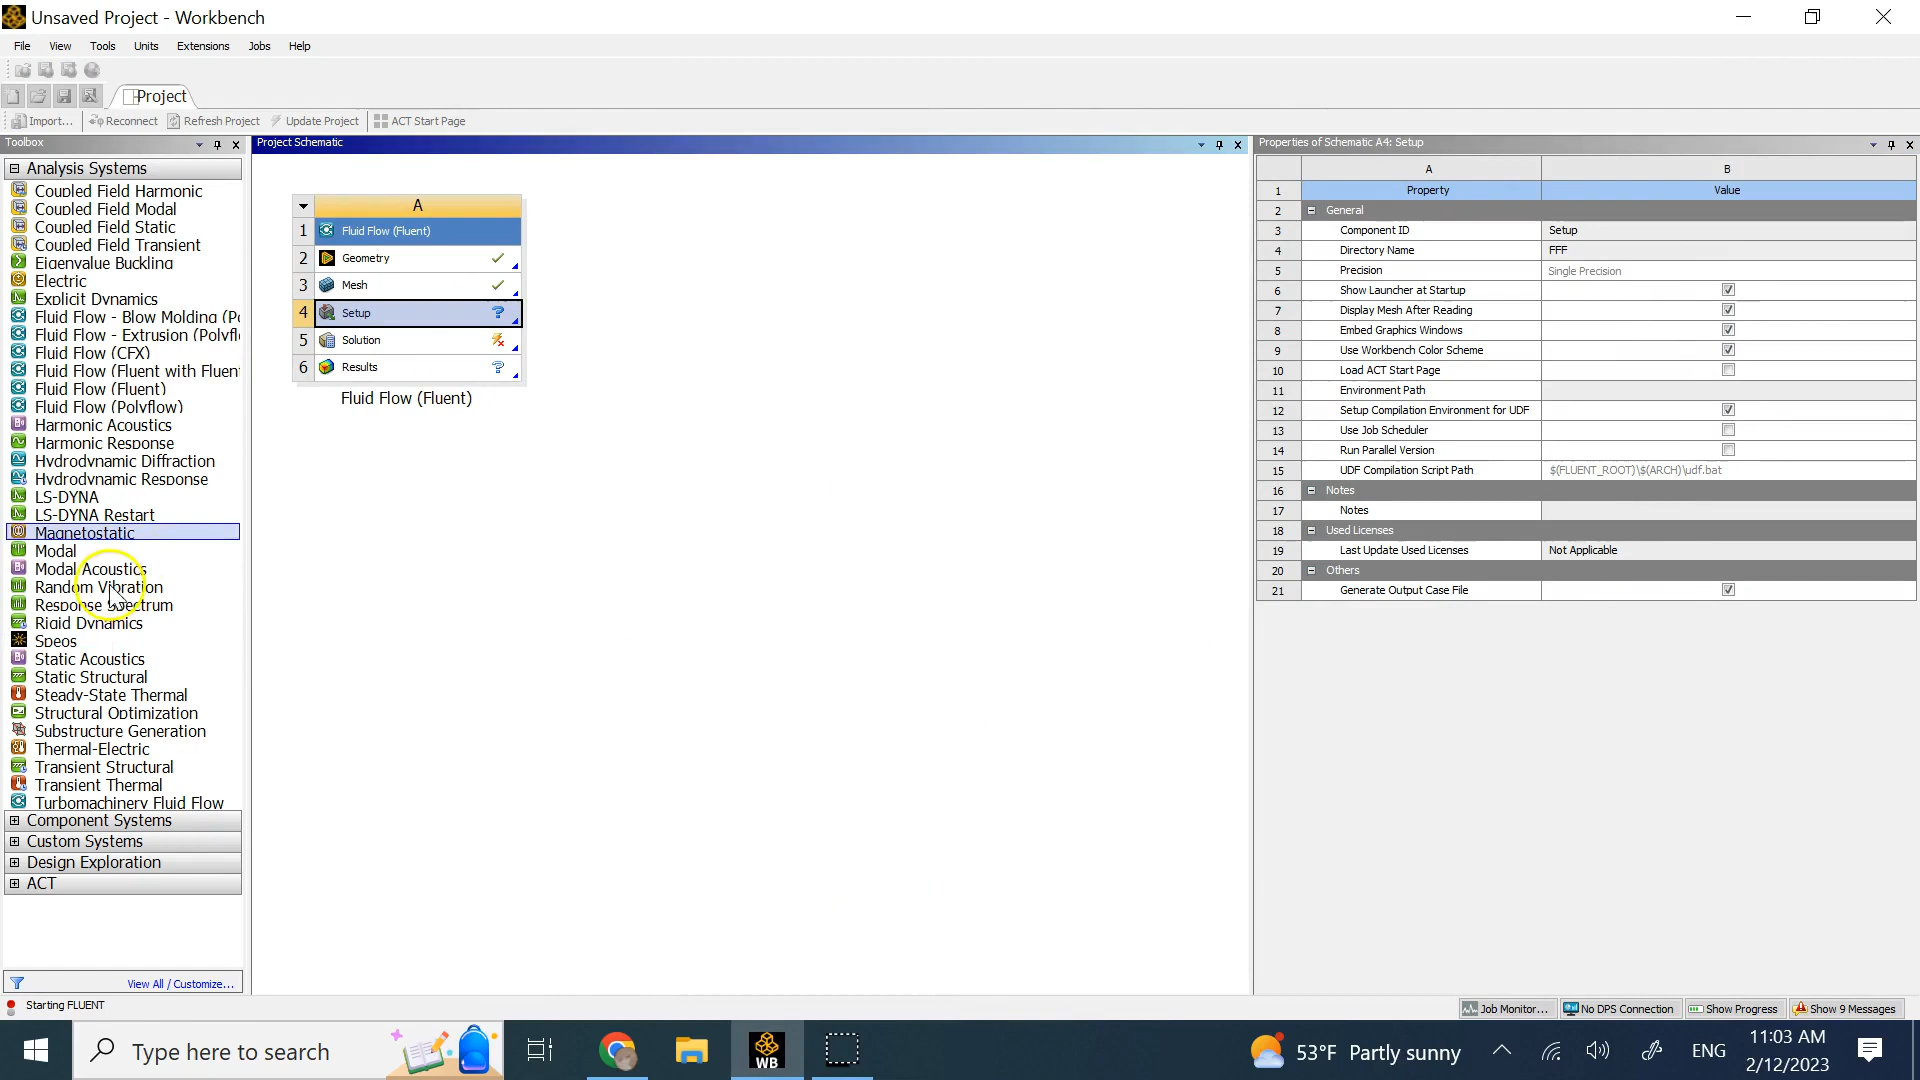 Unsaved Project - Workbench
File View Tools Units Extensions Jobs Help
Project
Import... Reconnect Refresh Project Update Project ACT Start Page
Toolbox
Analysis Systems
Coupled Field Harmonic
Coupled Field Modal
Coupled Field Static
Coupled Field Transient
Eigenvalue Buckling
Electric
Explicit Dynamics
Fluid Flow - Blow Molding (Po
Fluid Flow - Extrusion (Polyfl
Fluid Flow (CFX)
Fluid Flow (Fluent with Fluen
Fluid Flow (Fluent)
Fluid Flow (Polyflow)
Harmonic Acoustics
Harmonic Response
Hydrodynamic Diffraction
Hydrodynamic Response
LS-DYNA
LS-DYNA Restart
Magnetostatic
Modal
Modal Acoustics
Random Vibration
Response Spectrum
Rigid Dynamics
Speos
Static Acoustics
Static Structural
Steady-State Thermal
Structural Optimization
Substructure Generation
Thermal-Electric
Transient Structural
Transient Thermal
Turbomachinery Fluid Flow
Component Systems
Custom Systems
Design Exploration
ACT
View All / Customize...
Project Schematic
A
1 Fluid Flow (Fluent)
2 Geometry
3 Mesh
4 Setup
5 Solution
6 Results
Fluid Flow (Fluent)
Properties of Schematic A4: Setup
A B
1 Property Value
2 General
3 Component ID Setup
4 Directory Name FFF
5 Precision Single Precision
6 Show Launcher at Startup
7 Display Mesh After Reading
8 Embed Graphics Windows
9 Use Workbench Color Scheme
10 Load ACT Start Page
11 Environment Path
12 Setup Compilation Environment for UDF
13 Use Job Scheduler
14 Run Parallel Version
15 UDF Compilation Script Path $(FLUENT_ROOT)\$(ARCH)\udf.bat
16 Notes
17 Notes
18 Used Licenses
19 Last Update Used Licenses Not Applicable
20 Others
21 Generate Output Case File
Starting FLUENT
Job Monitor... No DPS Connection Show Progress Show 9 Messages
Type here to search
WB
53°F Partly sunny
ENG
11:03 AM
2/12/2023